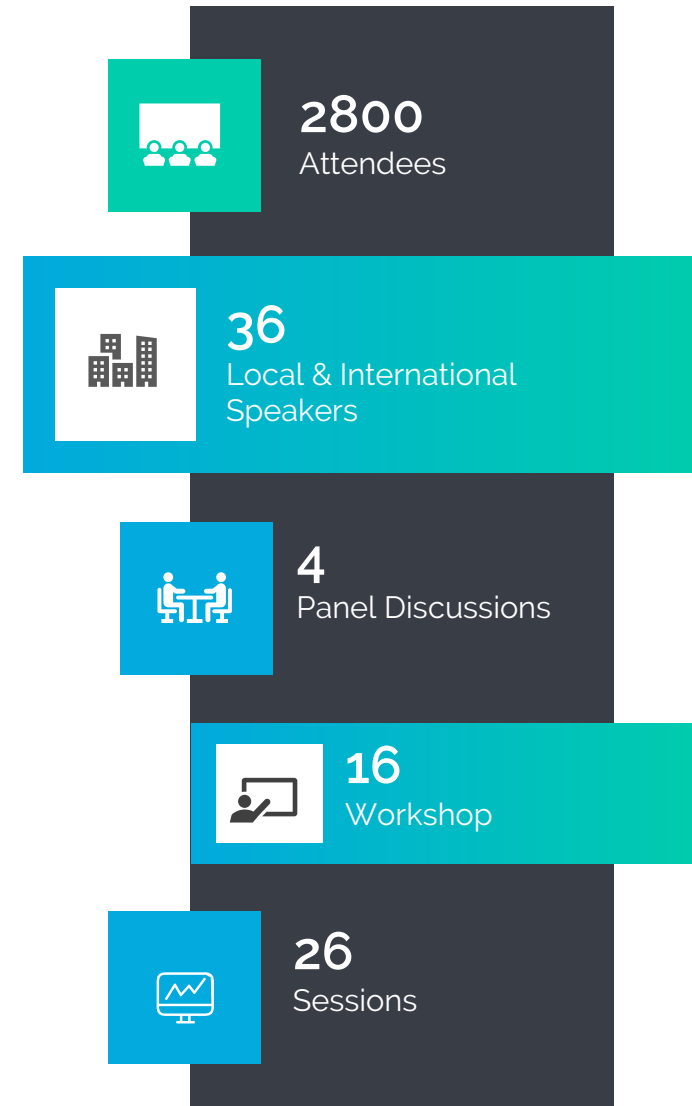 2800
Attendees
36
Local & International
Speakers
4
Panel Discussions
16
Workshop
26
Sessions